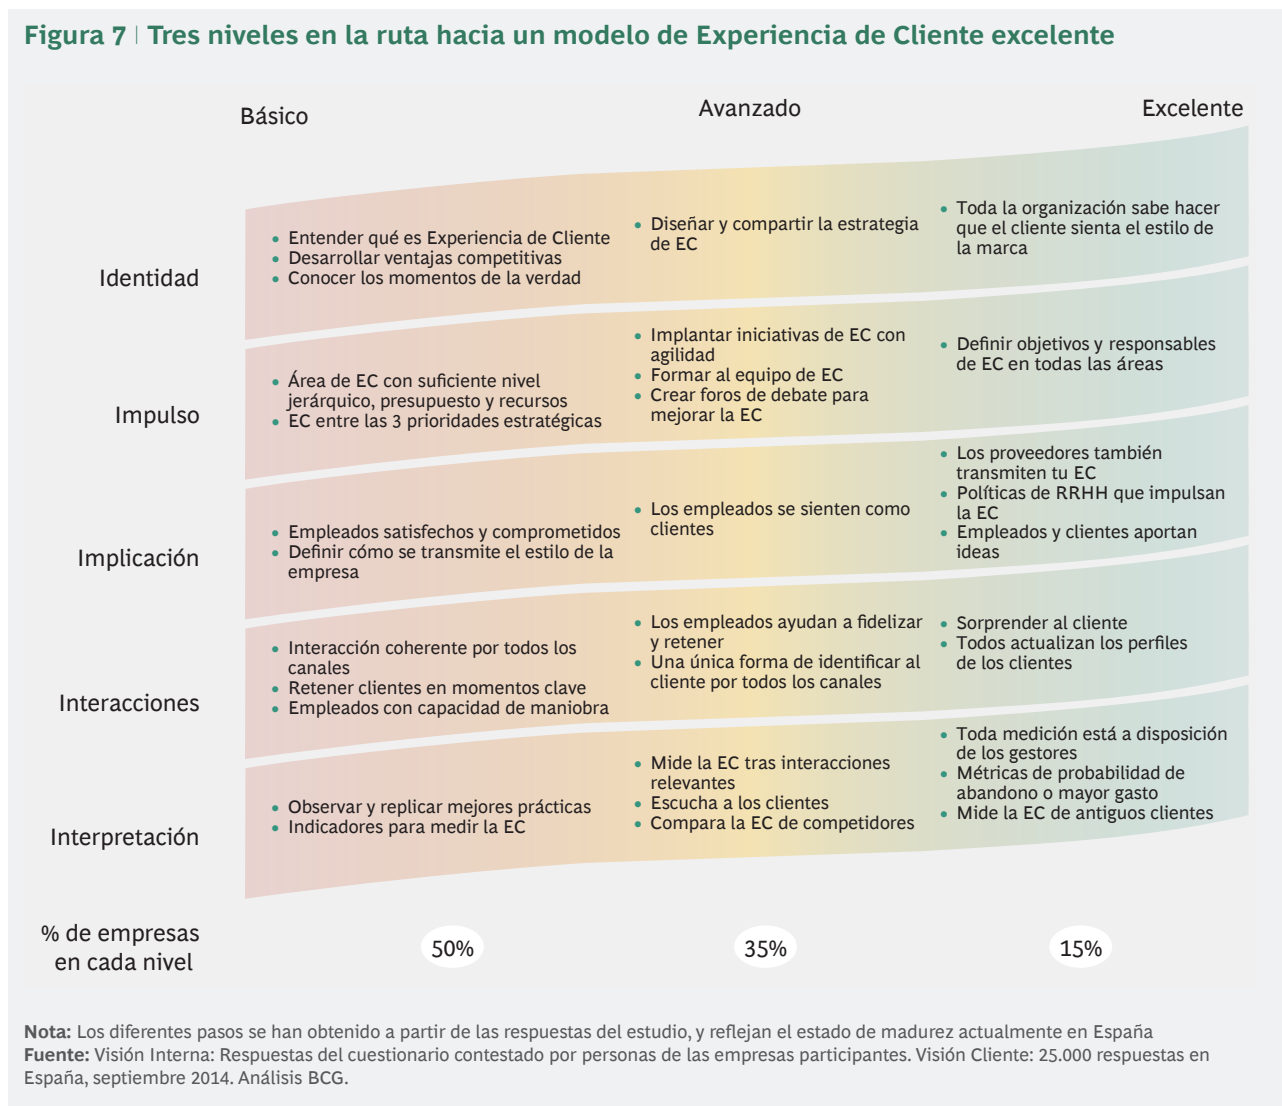 Figura 7 | Tres niveles en la ruta hacia un modelo de Experiencia de Cliente excelente
Básico
Avanzado
Excelente
Identidad
• Entender qué es Experiencia de Cliente
• Desarrollar ventajas competitivas
• Conocer los momentos de la verdad
• Diseñar y compartir la estrategia
de EC
• Toda la organización sabe hacer
que el cliente sienta el estilo de
la marca
Impulso
• Área de EC con suficiente nivel
jerárquico, presupuesto y recursos
• EC entre las 3 prioridades estratégicas
• Implantar iniciativas de EC con
agilidad
• Formar al equipo de EC
• Crear foros de debate para
mejorar la EC
• Definir objetivos y responsables
de EC en todas las áreas
Implicación
• Empleados satisfechos y comprometidos
• Definir cómo se transmite el estilo de la
empresa
• Los empleados se sienten como
clientes
• Los proveedores también
transmiten tu EC
• Políticas de RRHH que impulsan
la EC
• Empleados y clientes aportan
ideas
Interacciones
• Interacción coherente por todos los
canales
• Retener clientes en momentos clave
• Empleados con capacidad de maniobra
• Los empleados ayudan a fidelizar
y retener
• Una única forma de identificar al
cliente por todos los canales
• Sorprender al cliente
• Todos actualizan los perfiles
de los clientes
Interpretación
• Observar y replicar mejores prácticas
• Indicadores para medir la EC
• Mide la EC tras interacciones
relevantes
• Escucha a los clientes
• Compara la EC de competidores
• Toda medición está a disposición
de los gestores
• Métricas de probabilidad de
abandono o mayor gasto
• Mide la EC de antiguos clientes
% de empresas
en cada nivel
50%
35%
15%
Nota: Los diferentes pasos se han obtenido a partir de las respuestas del estudio, y reflejan el estado de madurez actualmente en España
Fuente: Visión Interna: Respuestas del cuestionario contestado por personas de las empresas participantes. Visión Cliente: 25.000 respuestas en
España, septiembre 2014. Análisis BCG.